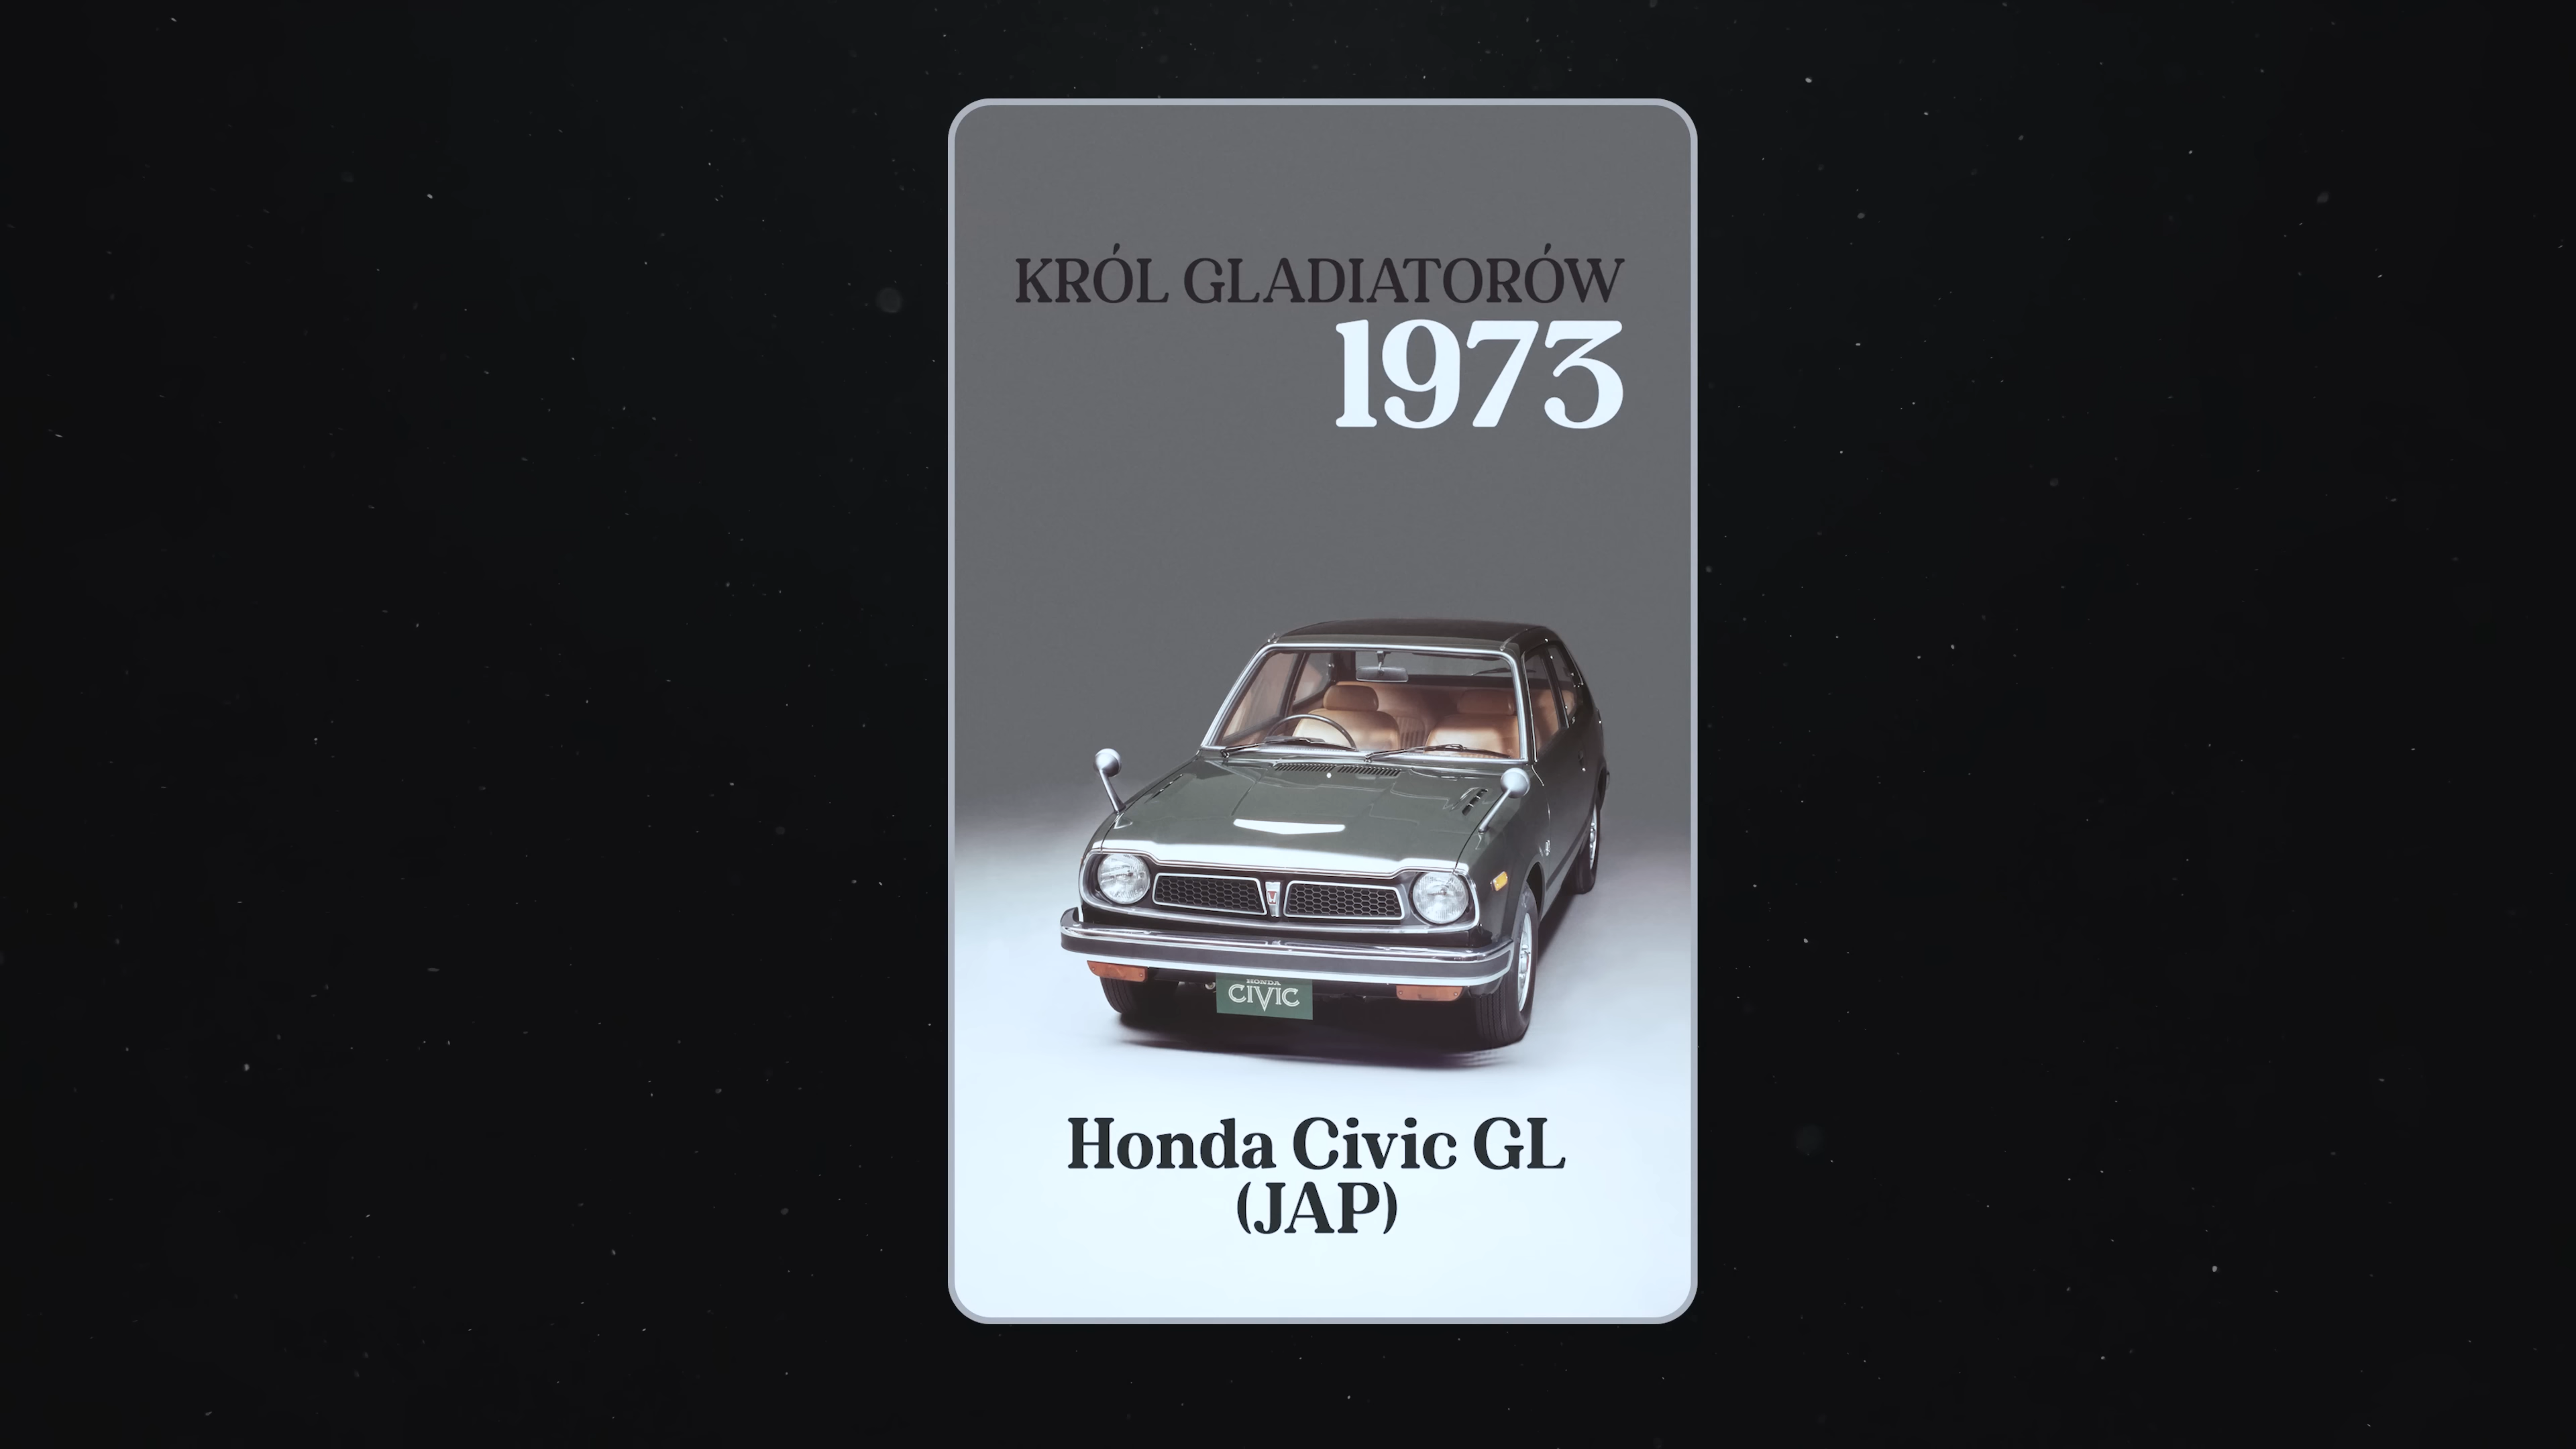 KRÓL GLADIATORÓW
1973
HONDA
CIVIC
Honda Civic GL
(JAP)